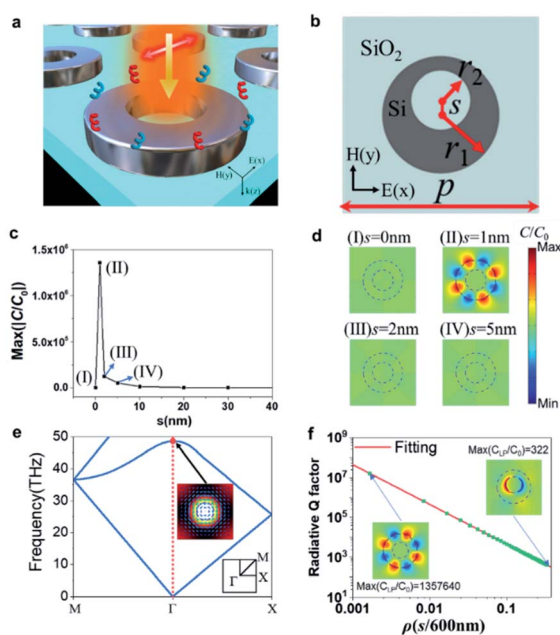 a
E(x)
H(y)
k(z)
b
SiO2
r2
Si
s
r1
H(y)
E(x)
p
c
Max(|C/C0|)
1.5x10^6
1.0x10^6
5.0x10^5
0.0
(I)
(II)
(III)
(IV)
0 10 20 30 40
s(nm)
d
(I)s=0nm
(II)s=1nm
(III)s=2nm
(IV)s=5nm
C/C0
Max
Min
e
Frequency(THz)
50
40
30
20
10
0
M Γ X
M
X
Γ
f
Radiative Q factor
10^9
10^7
10^5
10^3
10^1
Fitting
Max(CLP/C0)=322
Max(CLP/C0)=1357640
0.001 0.01 0.1
ρ(s/600nm)